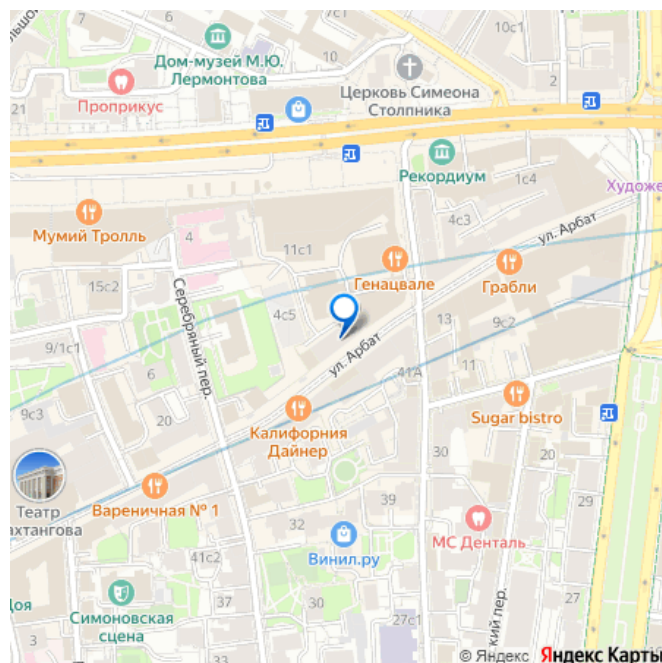 10с1
14с1
2
Дом-музей М.Ю.
Лермонтова
21
Проприкус
Церковь Симеона
Столпника
Рекордиум
1с4
Художе
Мумий Тролль
4
11с1
4с3
ул. Арбат
15с2
Генацвале
Грабли
Серебряный пер.
4с5
9с2
9/1с1
13
11
ул. Арбат
6
41А
9с3
20
Калифорния
Дайнер
Sugar bistro
30
20
Театр
ахтангова
Вареничная № 1
39
29
32
Винил.ру
МС Денталь
41с2
Симоновская
сцена
30
37
27с1
кий пер.
3
33
27
© Яндекс Яндекс Карты